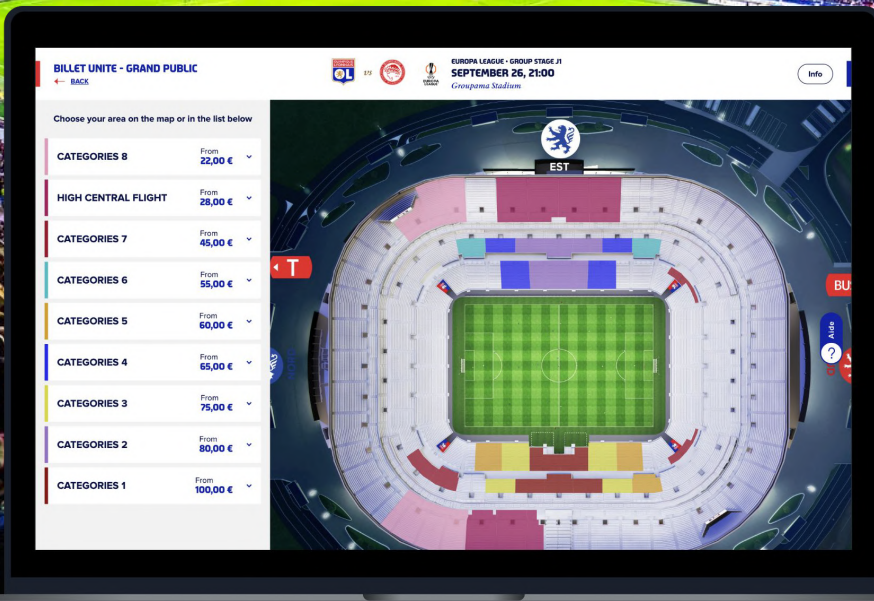 BILLET UNITE - GRAND PUBLIC
← BACK
OL
VS
EUROPA LEAGUE • GROUP STAGE J1
SEPTEMBER 26, 21:00
Groupama Stadium
Info
Choose your area on the map or in the list below
CATEGORIES 8
From
22,00 €
HIGH CENTRAL FLIGHT
From
28,00 €
CATEGORIES 7
From
45,00 €
CATEGORIES 6
From
55,00 €
CATEGORIES 5
From
60,00 €
CATEGORIES 4
From
65,00 €
CATEGORIES 3
From
75,00 €
CATEGORIES 2
From
80,00 €
CATEGORIES 1
From
100,00 €
EST
T
BU
Aide
?